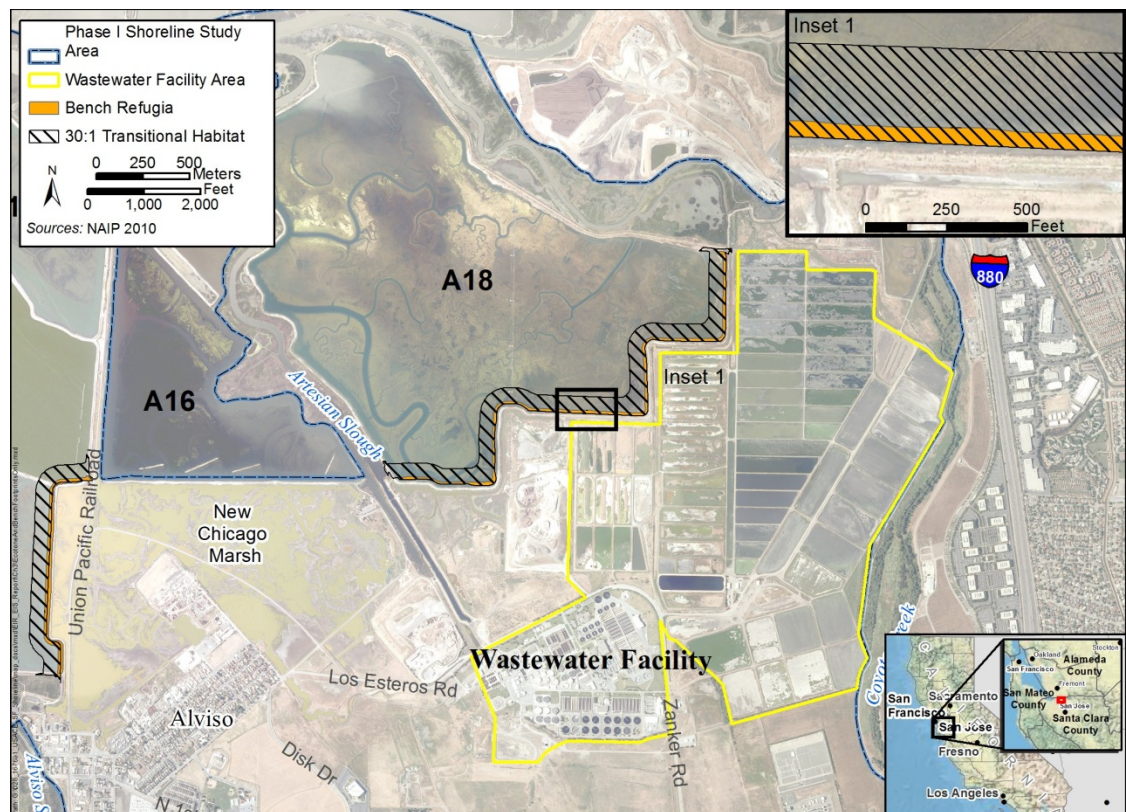 Phase I Shoreline Study
Area
Wastewater Facility Area
Bench Refugia
30:1 Transitional Habitat
0 250 500
Meters
Feet
0 1,000 2,000
N
Sources: NAIP 2010
Inset 1
0 250 500
Feet
880
A18
Inset 1
A16
Artesian Slough
New
Chicago
Marsh
Union Pacific Railroad
Wastewater Facility
Los Esteros Rd
Zanker Rd
Alviso
Disk Dr
Alviso
Creek
San
Francisco
Sacramento
San Jose
Fresno
Los Angeles
Stockton
Oakland
San Francisco
Alameda
County
Fremont
San Mateo
County
San Jose
Santa Clara
County